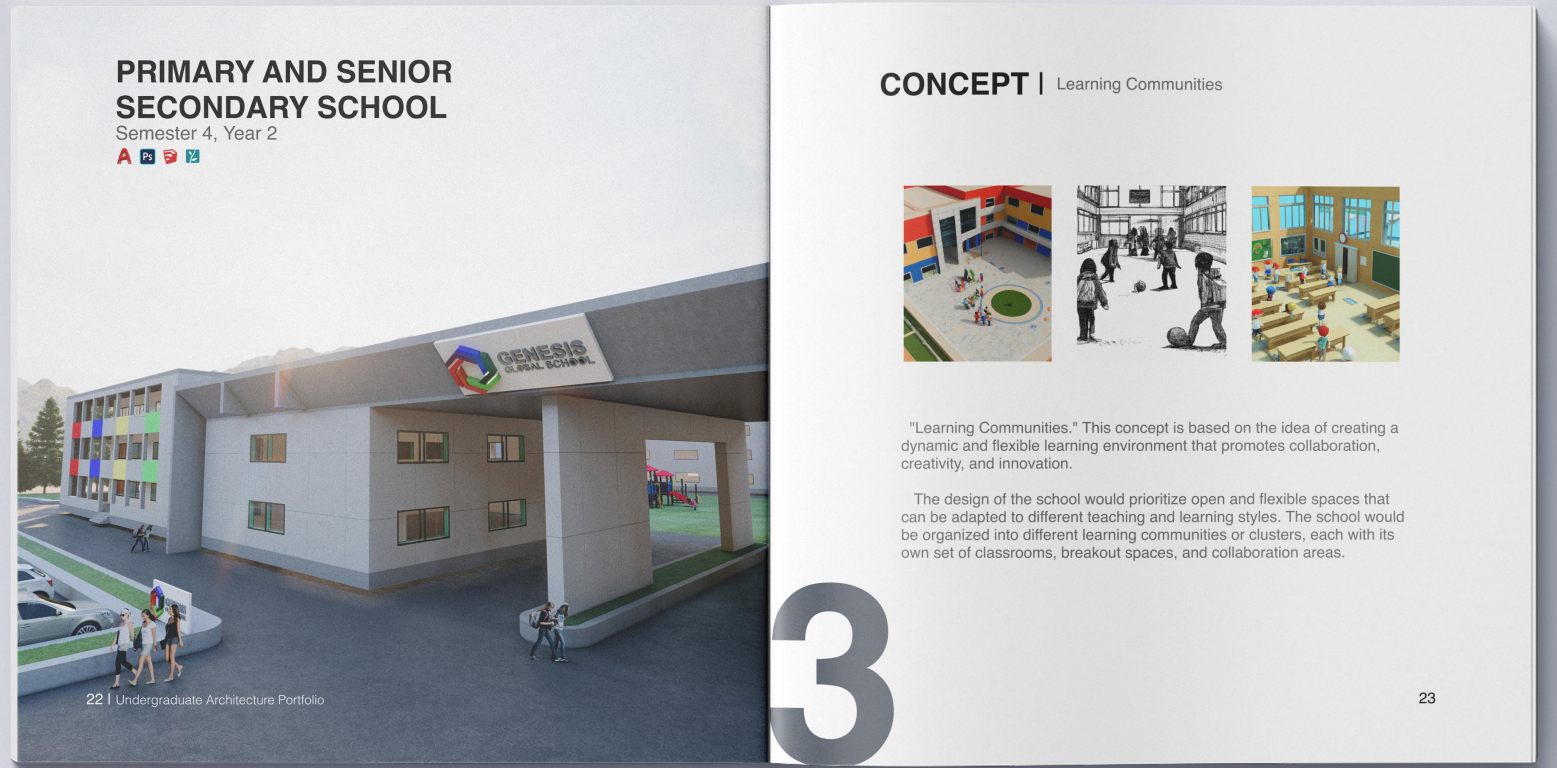 PRIMARY AND SENIOR
SECONDARY SCHOOL
Semester 4, Year 2
Ps
GENESIS
GLOBAL SCHOOL
22 | Undergraduate Architecture Portfolio
CONCEPT | Learning Communities
"Learning Communities." This concept is based on the idea of creating a
dynamic and flexible learning environment that promotes collaboration,
creativity, and innovation.
The design of the school would prioritize open and flexible spaces that
can be adapted to different teaching and learning styles. The school would
be organized into different learning communities or clusters, each with its
own set of classrooms, breakout spaces, and collaboration areas.
3
23